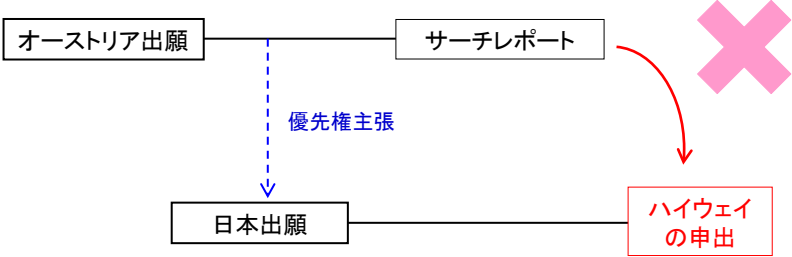 オーストリア出願
サーチレポート
優先権主張
日本出願
ハイウェイ
の申出